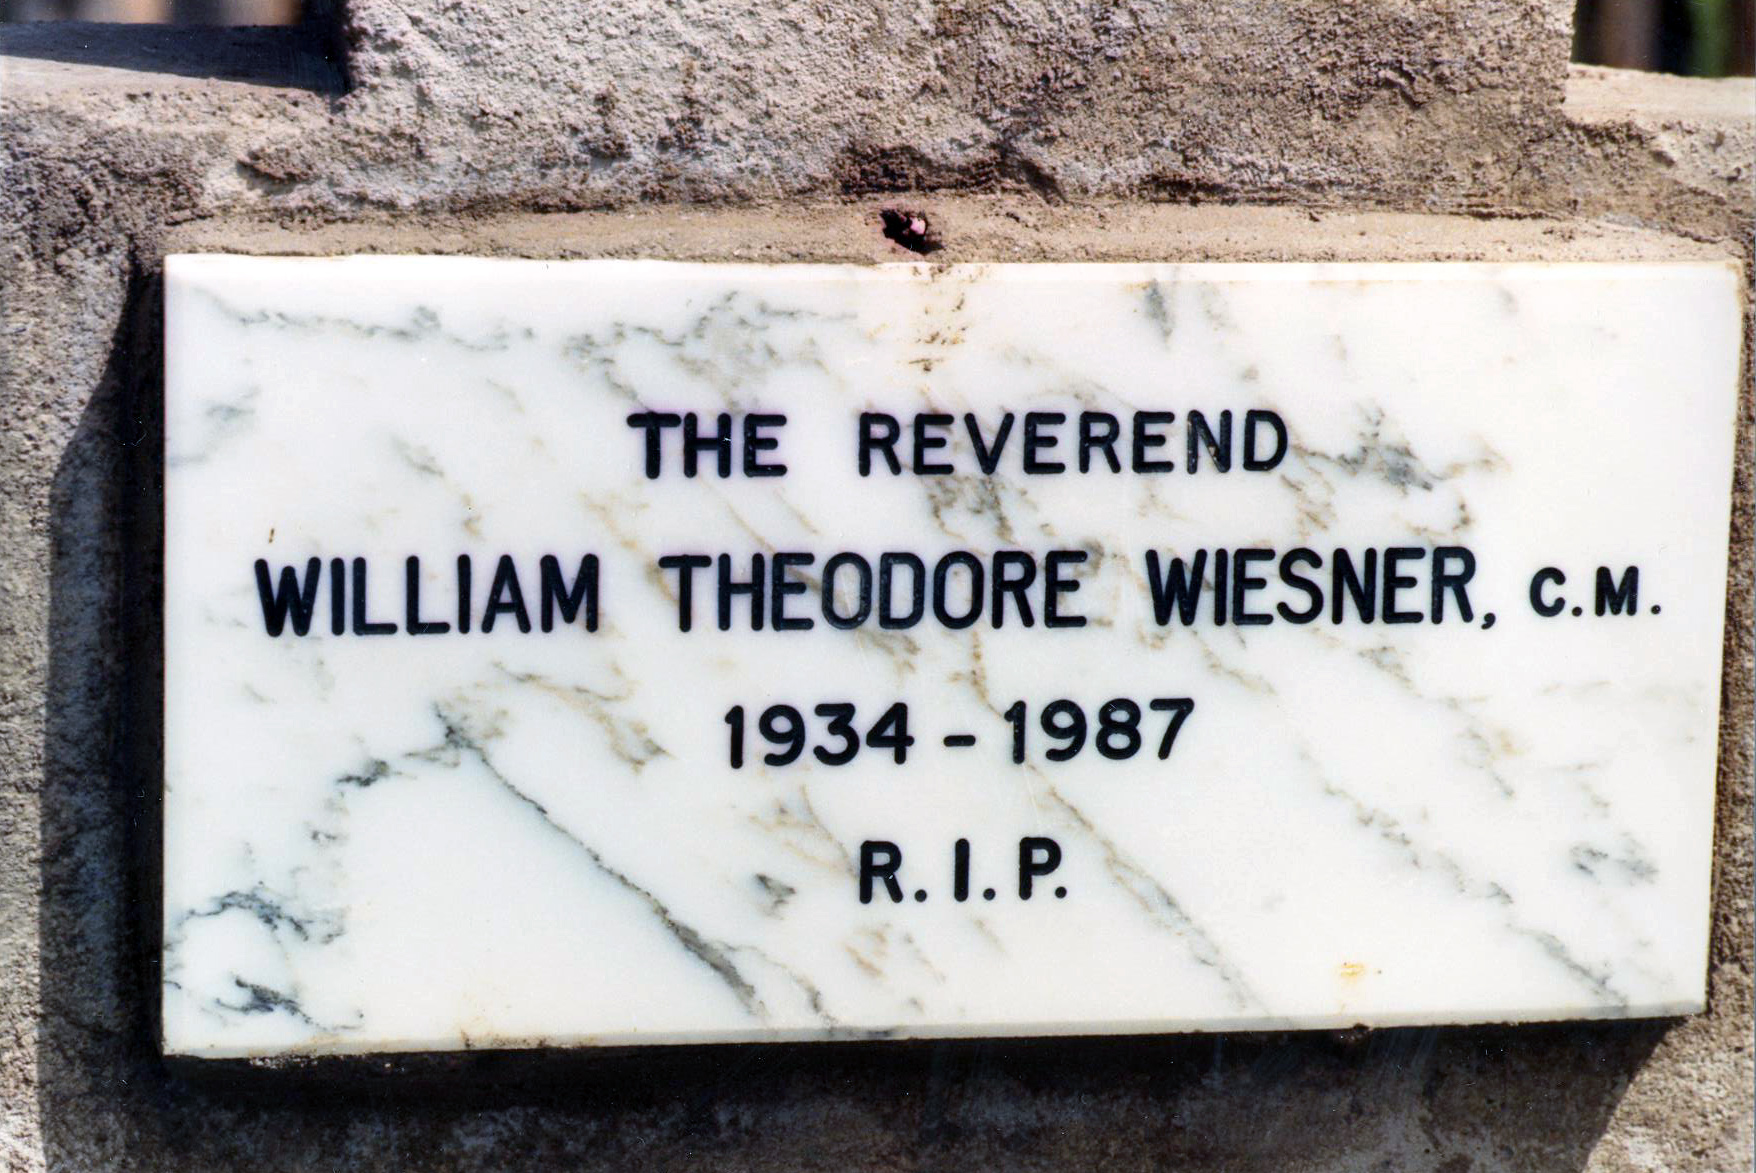 THE REVEREND
WILLIAM THEODORE WIESNER, C.M.
1934 - 1987
R.I.P.